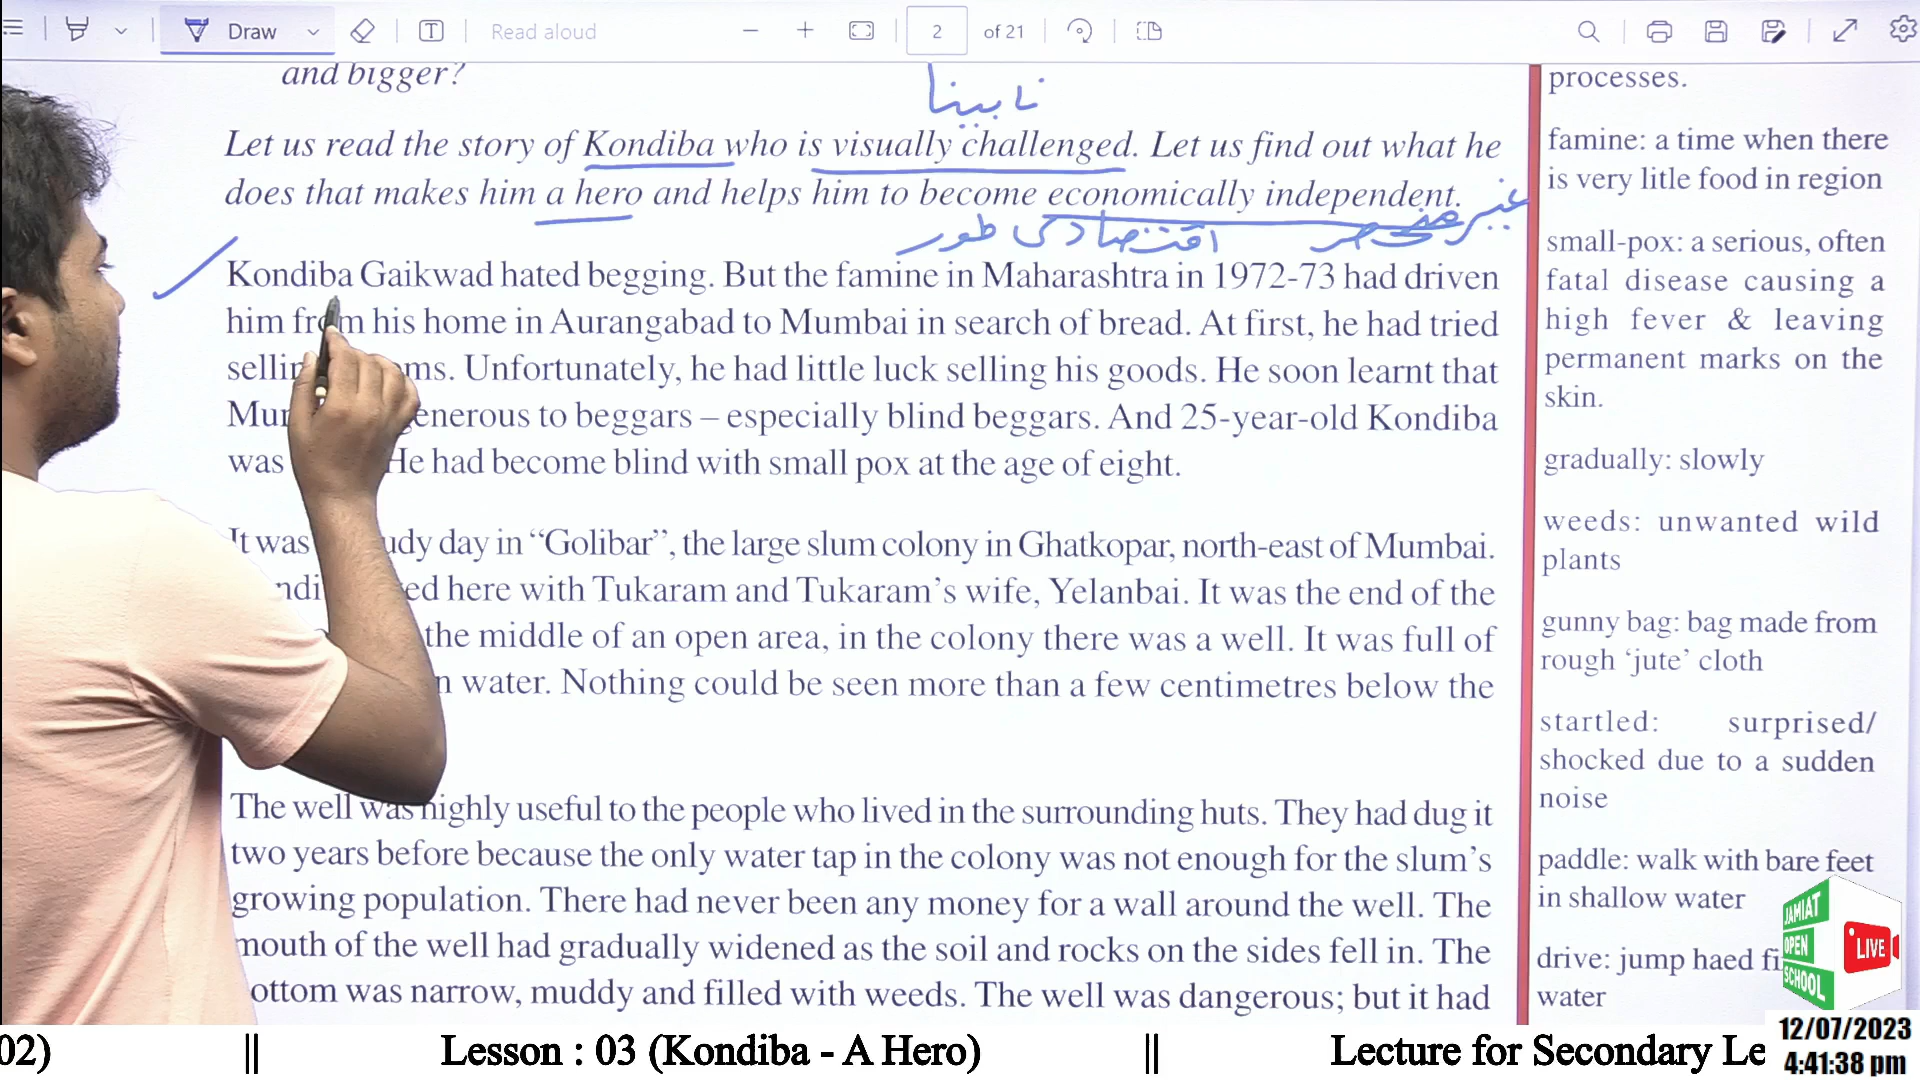 Draw
Read aloud
2
of 21
and bigger?
نابینا
Let us read the story of Kondiba who is visually challenged. Let us find out what he
does that makes him a hero and helps him to become economically independent.
اقتصادی طور
غیر منحصر
Kondiba Gaikwad hated begging. But the famine in Maharashtra in 1972-73 had driven
him from his home in Aurangabad to Mumbai in search of bread. At first, he had tried
ms. Unfortunately, he had little luck selling his goods. He soon learnt that
enerous to beggars – especially blind beggars. And 25-year-old Kondiba
was He had become blind with small pox at the age of eight.
It was udy day in “Golibar”, the large slum colony in Ghatkopar, north-east of Mumbai.
ndi ed here with Tukaram and Tukaram’s wife, Yelanbai. It was the end of the
the middle of an open area, in the colony there was a well. It was full of
n water. Nothing could be seen more than a few centimetres below the
The well was highly useful to the people who lived in the surrounding huts. They had dug it
two years before because the only water tap in the colony was not enough for the slum’s
growing population. There had never been any money for a wall around the well. The
mouth of the well had gradually widened as the soil and rocks on the sides fell in. The
ottom was narrow, muddy and filled with weeds. The well was dangerous; but it had
processes.
famine: a time when there
is very litle food in region
small-pox: a serious, often
fatal disease causing a
high fever & leaving
permanent marks on the
skin.
gradually: slowly
weeds: unwanted wild
plants
gunny bag: bag made from
rough ‘jute’ cloth
startled: surprised/
shocked due to a sudden
noise
paddle: walk with bare feet
in shallow water
drive: jump haed fi
water
JAMIAT
OPEN
SCHOOL
LIVE
02) || Lesson : 03 (Kondiba - A Hero) || Lecture for Secondary Le
12/07/2023
4:41:38 pm